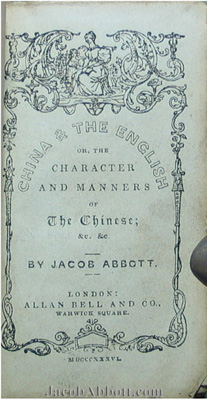 CHINA & THE ENGLISH
OR, THE
CHARACTER
AND MANNERS
OF
The Chinese;
&c. &c.
BY JACOB ABBOTT.
LONDON:
ALLAN BELL AND CO.,
WARWICK SQUARE.
MDCCCXXXVI.
JacobAbbott.com